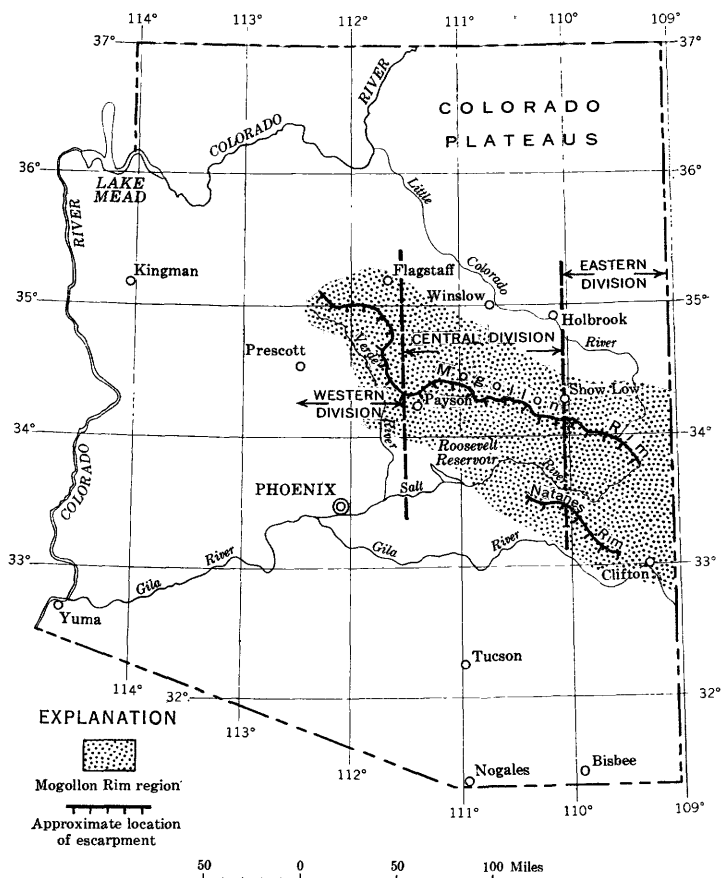 114° 113° 112° 111° 110° 109°
37° 37°
COLORADO
PLATEAUS
RIVER
COLORADO
36° 36°
LAKE
MEAD
Little
Colorado
RIVER
Kingman
Flagstaff
EASTERN
DIVISION
35° 35°
Winslow
Holbrook
River
Prescott
Verde
CENTRAL DIVISION
Mogollon Rim
WESTERN
DIVISION
Payson
Show Low
34° 34°
River
Roosevelt
Reservoir
COLORADO
PHOENIX
Salt
River
Natanes Rim
33° 33°
Gila River
Gila River
Clifton
Yuma
Tucson
114° 32° 32°
113°
EXPLANATION
Mogollon Rim region
Approximate location
of escarpment
112°
Nogales
Bisbee
111° 110° 109°
50 0 50 100 Miles